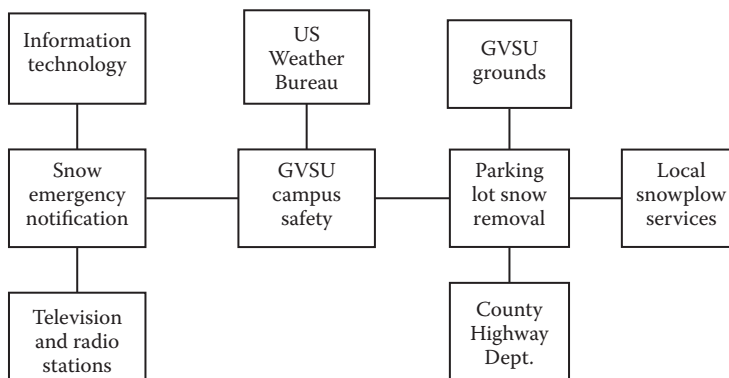 Information
technology
US
Weather
Bureau
GVSU
grounds
Snow
emergency
notification
GVSU
campus
safety
Parking
lot snow
removal
Local
snowplow
services
Television
and radio
stations
County
Highway
Dept.